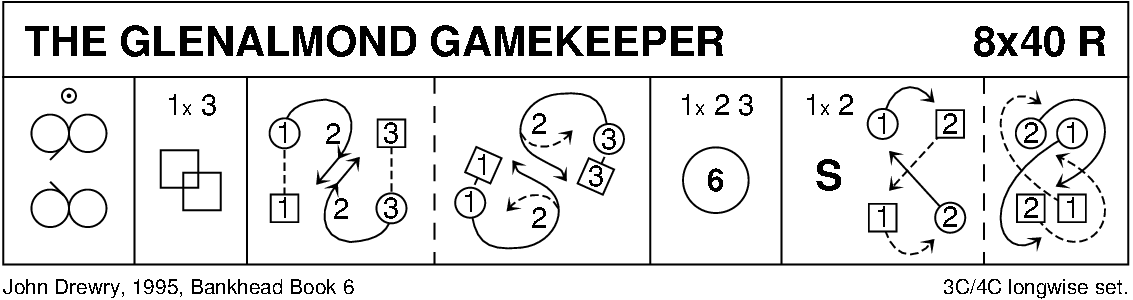 THE GLENALMOND GAMEKEEPER 8x40 R
1x 3 1x 2 3 1x 2
1 2 3 2 3 1 2 2 1
1 3
6 S
1 2 3 1 2 1 2 2 1
John Drewry, 1995, Bankhead Book 6 3C/4C longwise set.